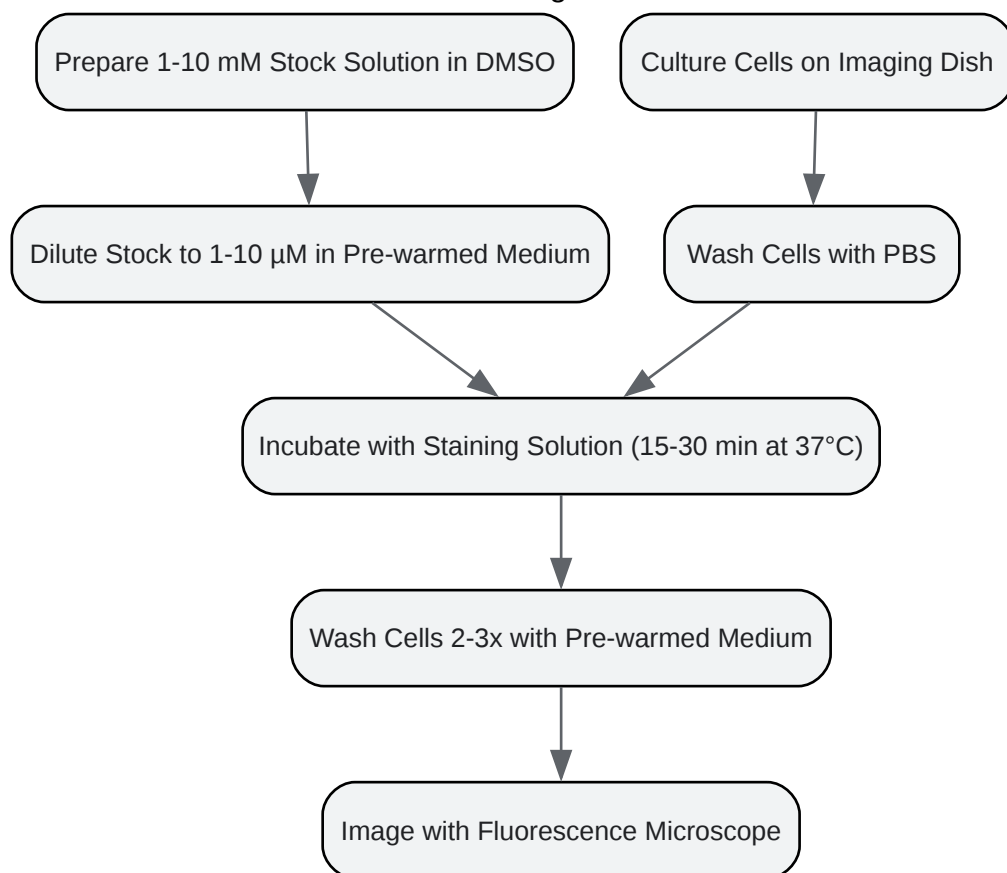 Prepare 1-10 mM Stock Solution in DMSO
Culture Cells on Imaging Dish
Dilute Stock to 1-10 µM in Pre-warmed Medium
Wash Cells with PBS
Incubate with Staining Solution (15-30 min at 37°C)
Wash Cells 2-3x with Pre-warmed Medium
Image with Fluorescence Microscope